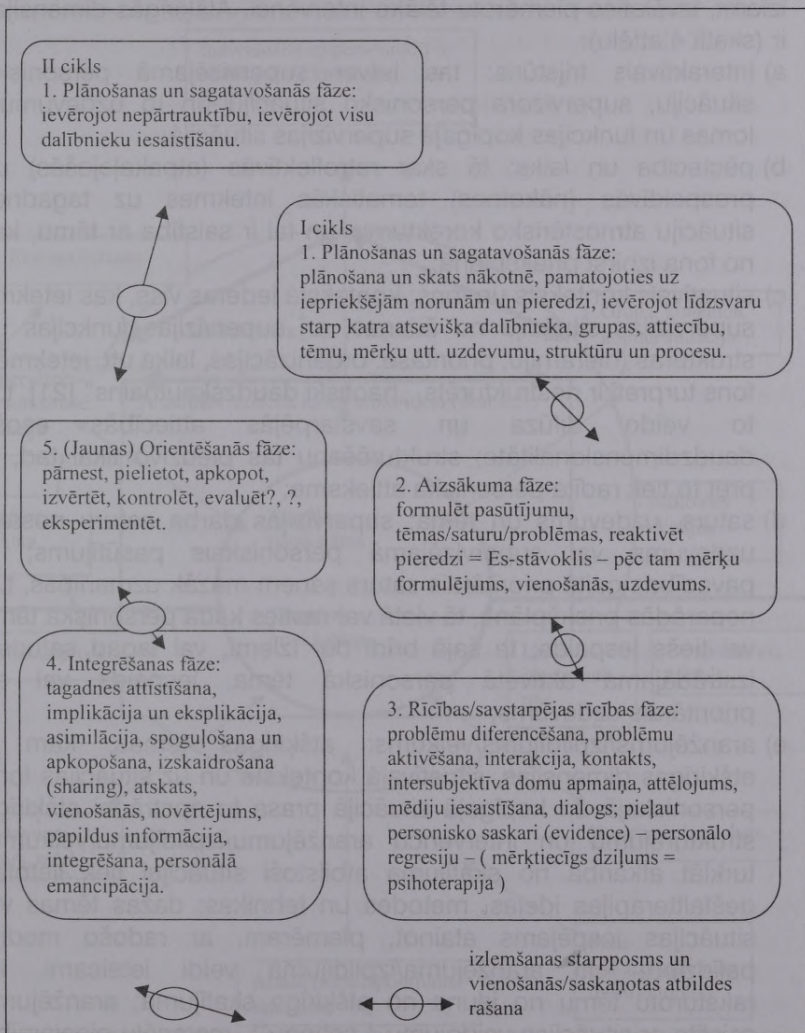 II cikls
1. Plānošanas un sagatavošanās fāze:
ievērojot nepārtrauktību, ievērojot visu
dalībnieku iesaistīšanu.
I cikls
1. Plānošanas un sagatavošanās fāze:
plānošana un skats nākotnē, pamatojoties uz
iepriekšējām norunām un pieredzi, ievērojot līdzsvaru
starp katra atsevišķa dalībnieka, grupas, attiecību,
tēmu, mērķu utt. uzdevumu, struktūru un procesu.
5. (Jaunas) Orientēšanās fāze:
pārnest, pielietot, apkopot,
izvērtēt, kontrolēt, evaluēt?, ?,
eksperimentēt.
2. Aizsākuma fāze:
formulēt pasūtījumu,
tēmas/saturu/problēmas, reaktivēt
pieredzi = Es-stāvoklis – pēc tam mērķu
formulējums, vienošanās, uzdevums.
4. Integrēšanas fāze:
tagadnes attīstīšana,
implikācija un eksplikācija,
asimilācija, spoguļošana un
apkopošana, izskaidrošana
(sharing), atskats,
vienošanās, novērtējums,
papildus informācija,
integrēšana, personālā
emancipācija.
3. Rīcības/savstarpējas rīcības fāze:
problēmu diferencēšana, problēmu
aktivēšana, interakcija, kontakts,
intersubjektīva domu apmaiņa, attēlojums,
mēdiju iesaistīšana, dialogs; pieļaut
personisko saskari (evidence) – personālo
regresiju – ( mērķtiecīgs dziļums =
psihoterapija )
izlemšanas starpposms un
vienošanās/saskaņotas atbildes
rašana